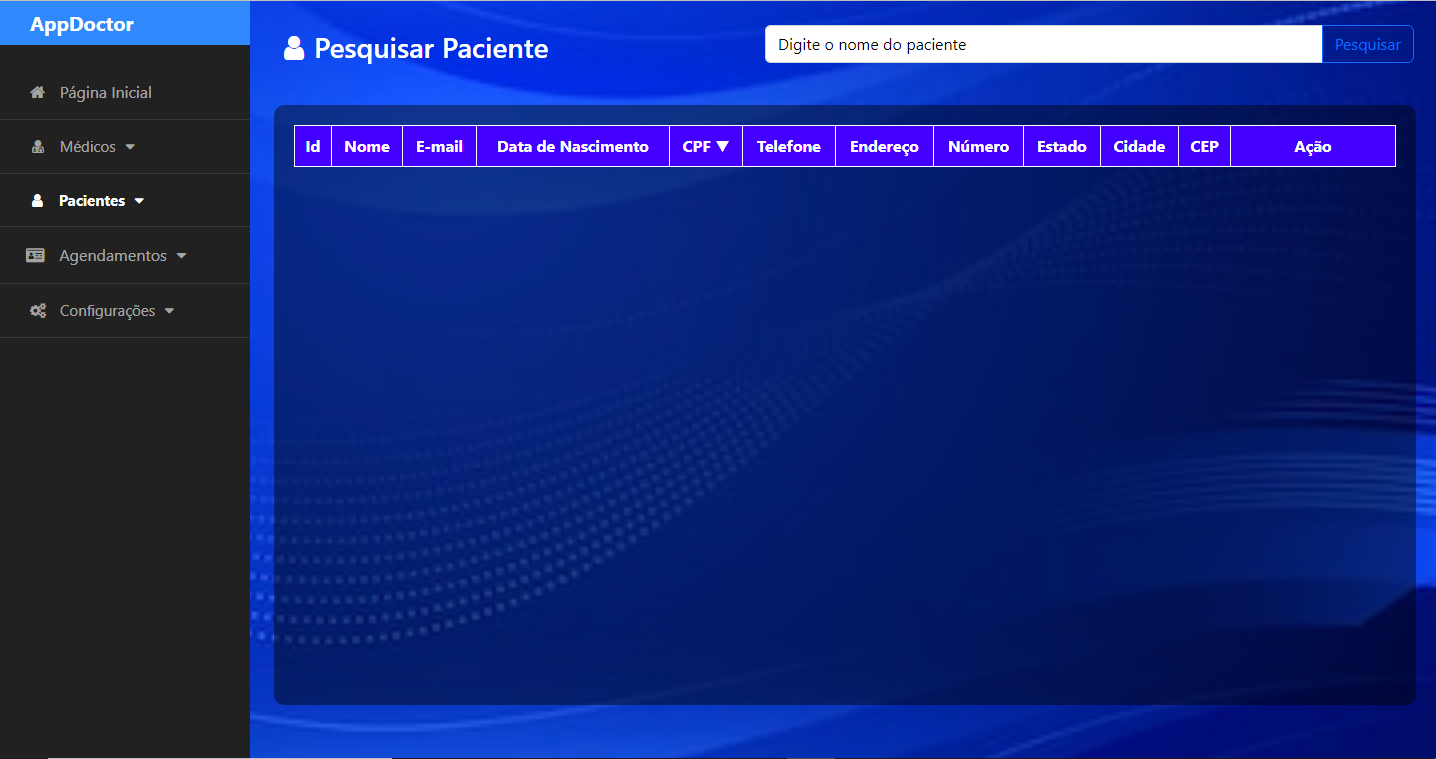 AppDoctor
Página Inicial
Médicos
Pacientes
Agendamentos
Configurações
Pesquisar Paciente
Digite o nome do paciente
Pesquisar
Id Nome E-mail Data de Nascimento CPF ▼ Telefone Endereço Número Estado Cidade CEP Ação